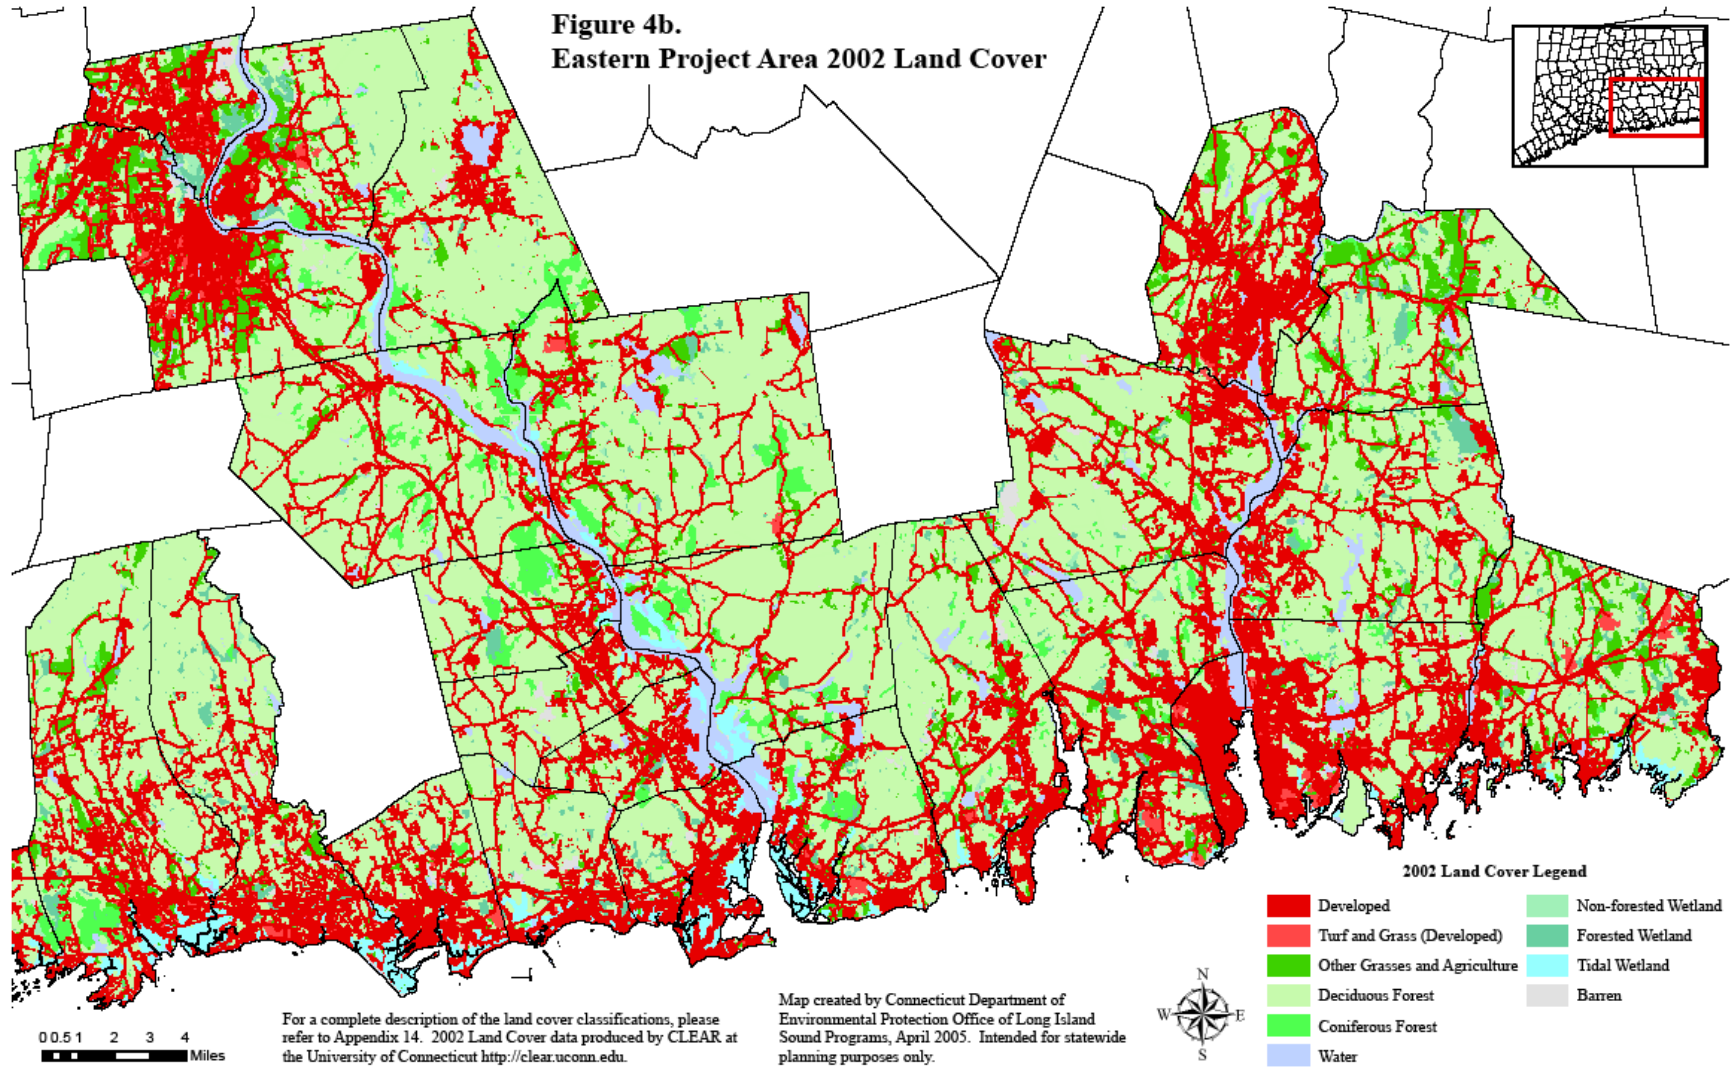 Figure 4b.
Eastern Project Area 2002 Land Cover
2002 Land Cover Legend
Developed
Turf and Grass (Developed)
Other Grasses and Agriculture
Deciduous Forest
Coniferous Forest
Water
Non-forested Wetland
Forested Wetland
Tidal Wetland
Barren
N
W
E
S
0 0.5 1 2 3 4
Miles
For a complete description of the land cover classifications, please
refer to Appendix 14. 2002 Land Cover data produced by CLEAR at
the University of Connecticut http://clear.uconn.edu.
Map created by Connecticut Department of
Environmental Protection Office of Long Island
Sound Programs, April 2005. Intended for statewide
planning purposes only.